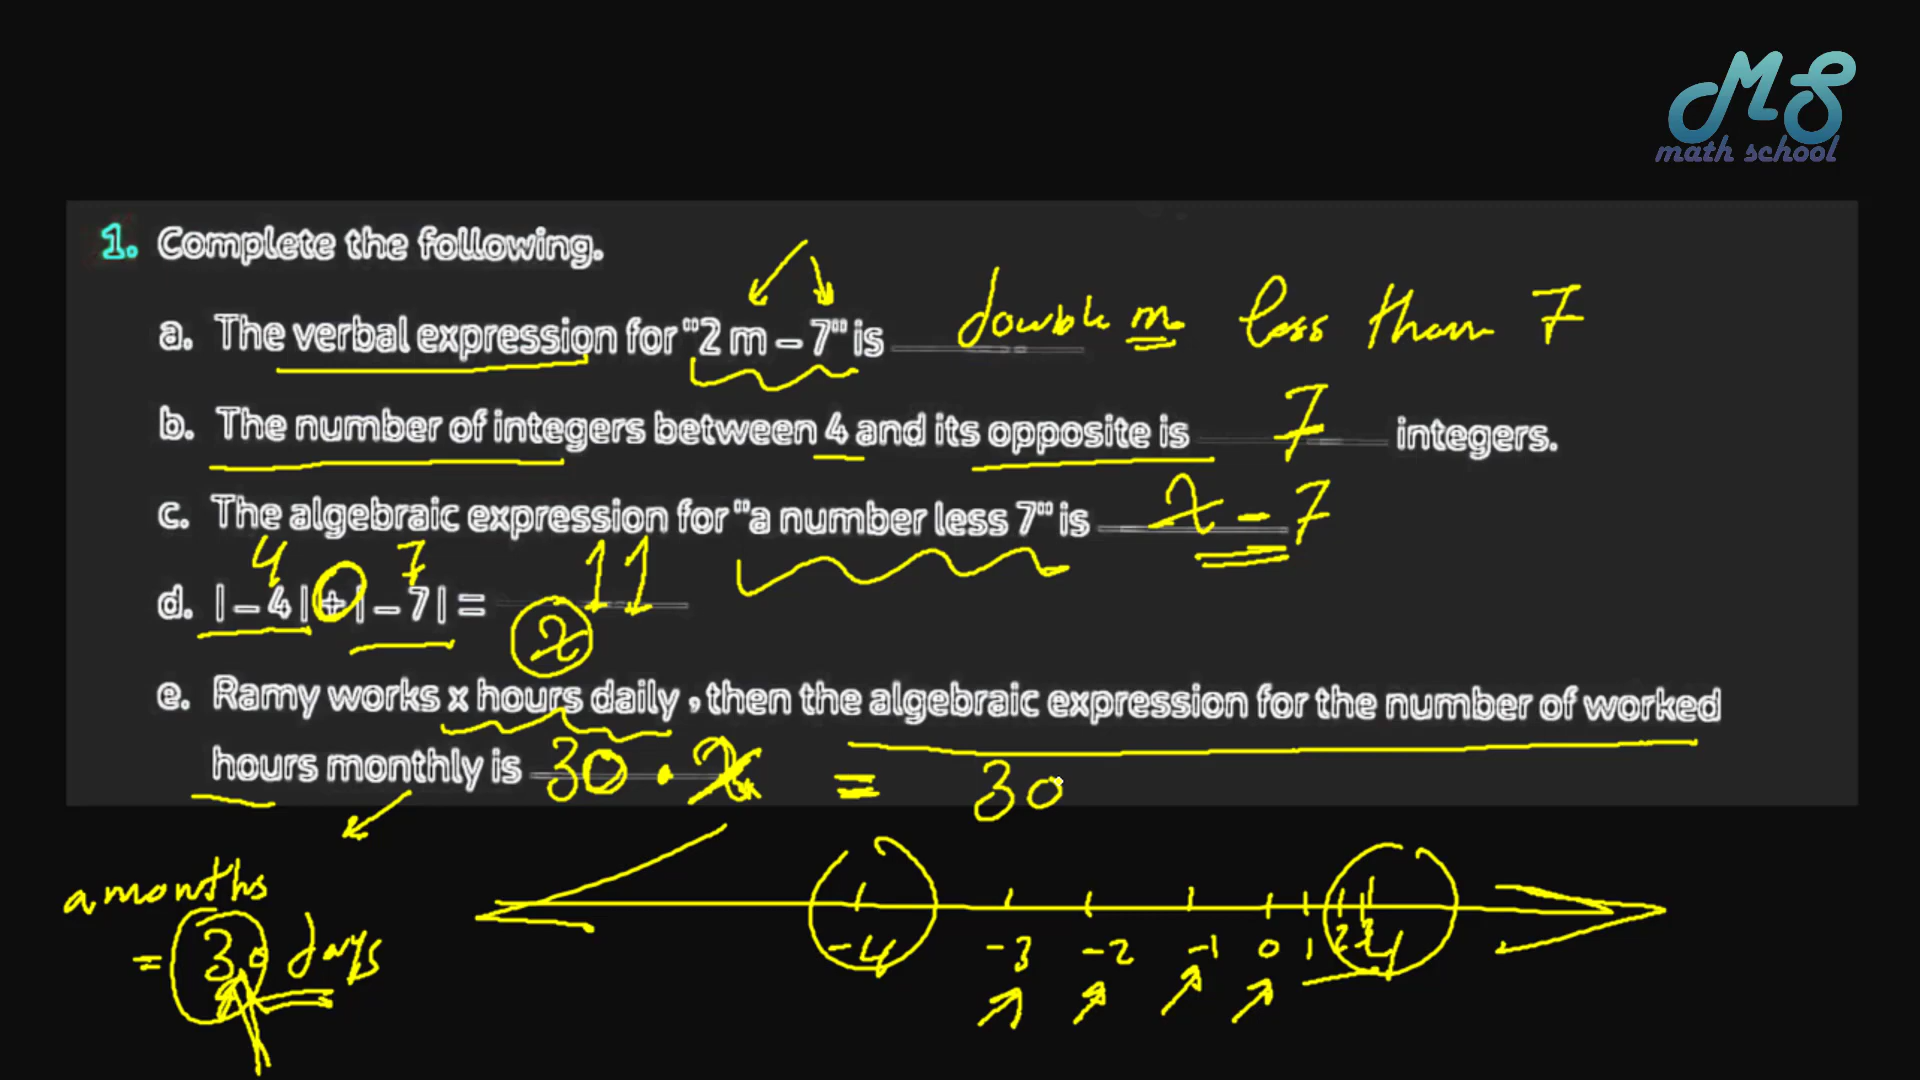 MS
math school
1. Complete the following.
a. The verbal expression for "2 m – 7" is double m less than 7
b. The number of integers between 4 and its opposite is 7 integers.
c. The algebraic expression for "a number less 7" is x - 7
4 7 11
d. | – 4 | + | – 7 | =
x
e. Ramy works x hours daily , then the algebraic expression for the number of worked
hours monthly is 30 · x = 30
a months
= 30 days
-4 -3 -2 -1 0 1 2 3 4